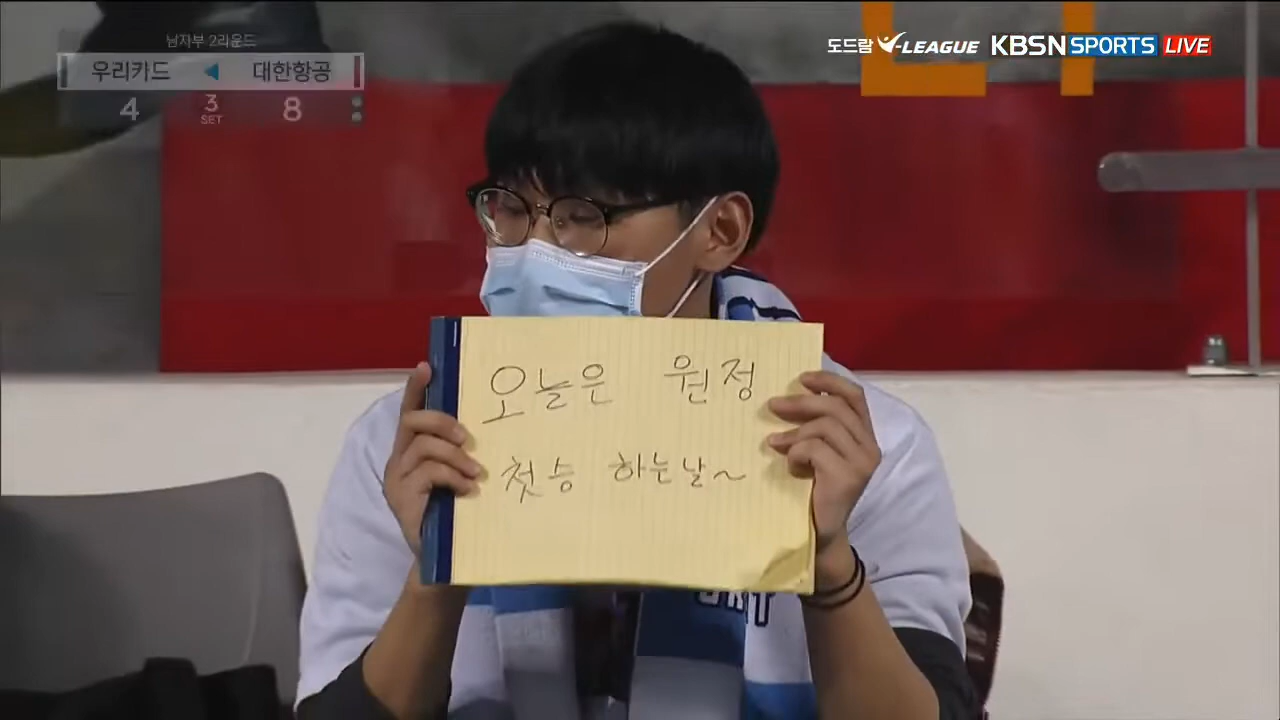 남자부 2라운드
우리카드 ◀ 대한항공
4 3 SET 8
도드람 V-LEAGUE KBSN SPORTS LIVE
오늘은 원정
첫승 하는날~